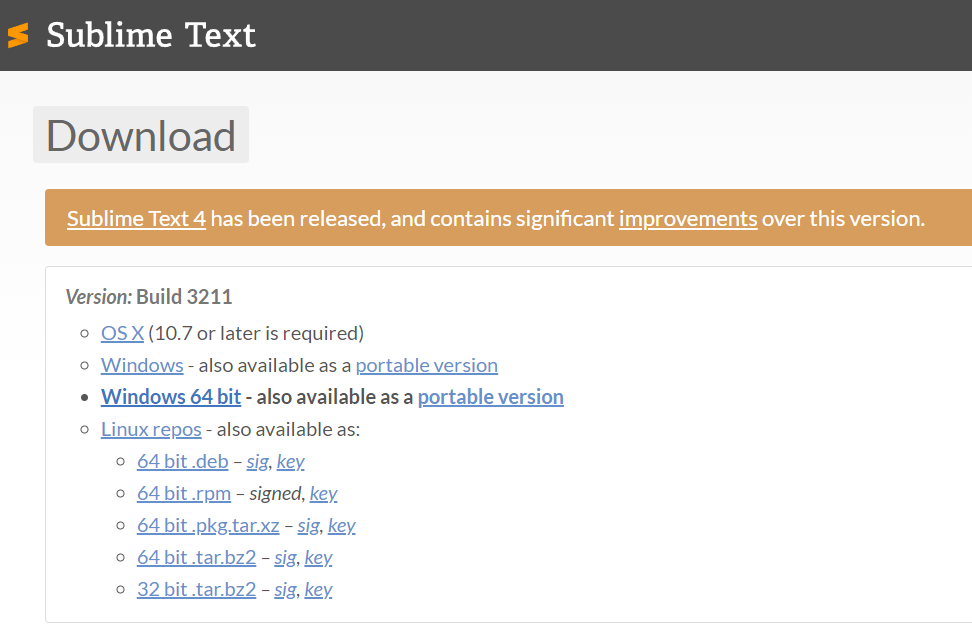 Sublime Text
Download
Sublime Text 4 has been released, and contains significant improvements over this version.
Version: Build 3211
OS X (10.7 or later is required)
Windows - also available as a portable version
Windows 64 bit - also available as a portable version
Linux repos - also available as:
64 bit .deb – sig, key
64 bit .rpm – signed, key
64 bit .pkg.tar.xz – sig, key
64 bit .tar.bz2 – sig, key
32 bit .tar.bz2 – sig, key